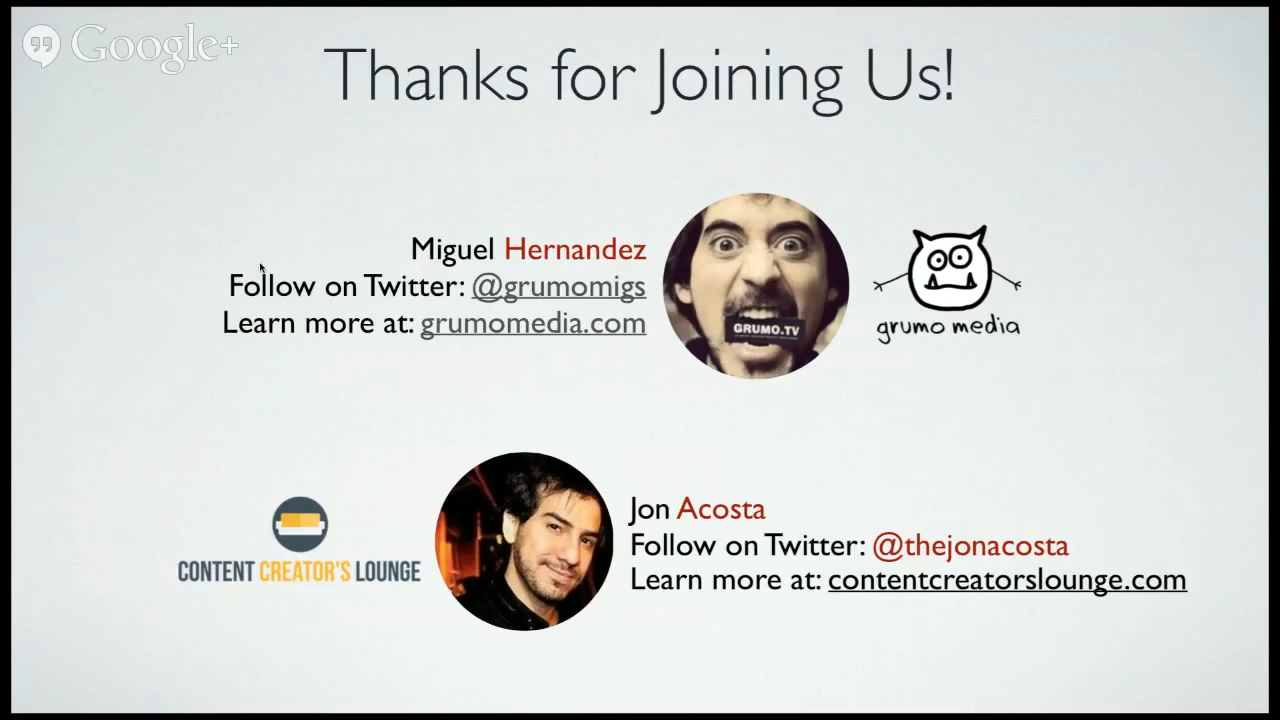 Google+
Thanks for Joining Us!
Miguel Hernandez
Follow on Twitter: @grumomigs
Learn more at: grumomedia.com
GRUMO.TV
grumo media
CONTENT CREATOR'S LOUNGE
Jon Acosta
Follow on Twitter: @thejonacosta
Learn more at: contentcreatorslounge.com